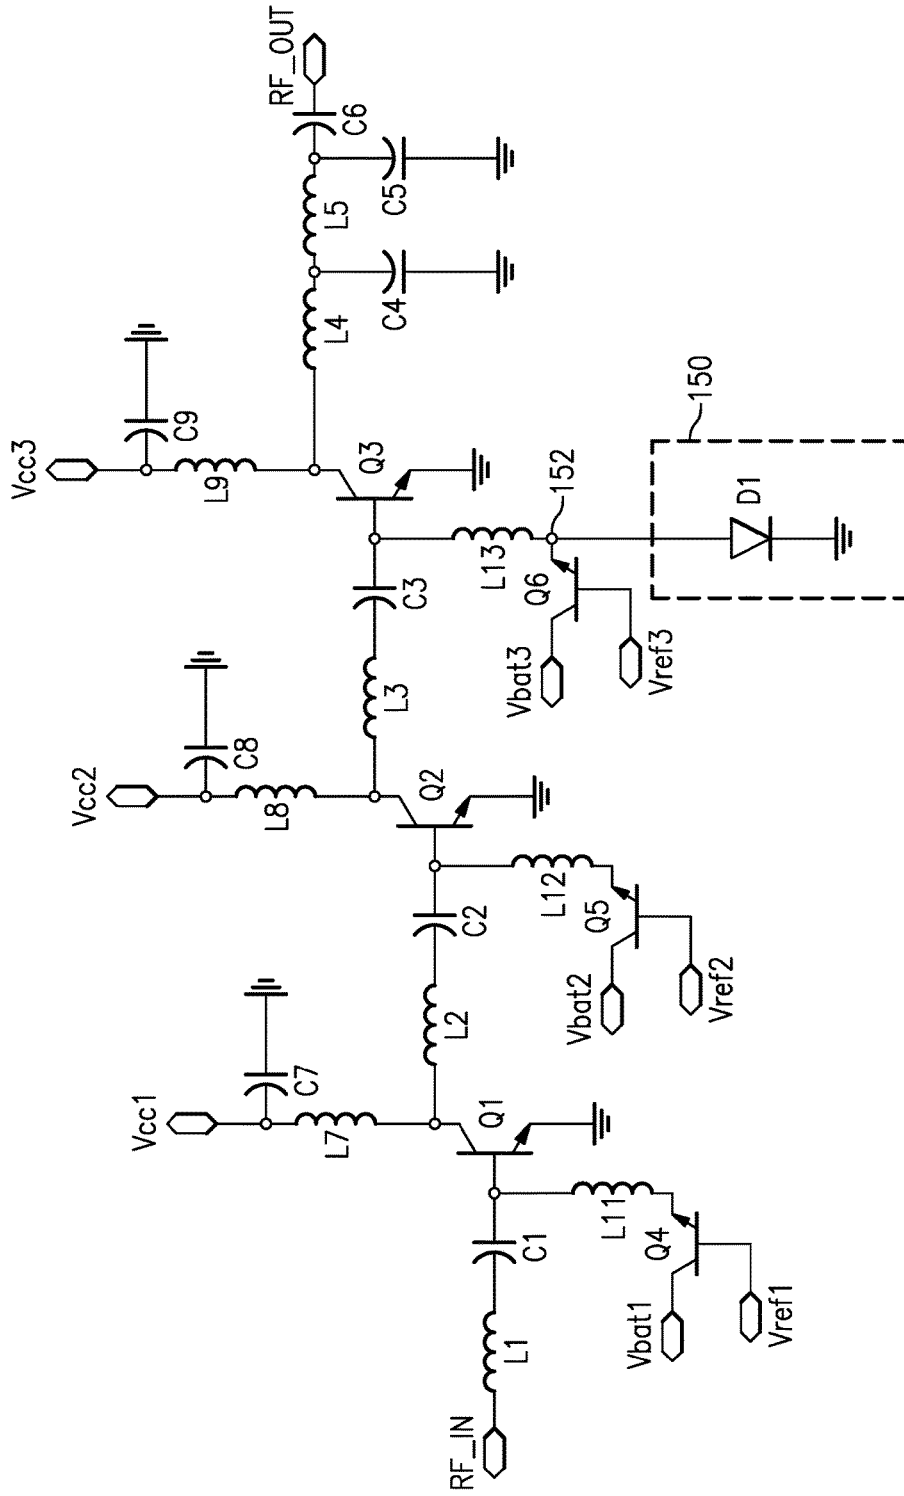 RF_OUT
C6
C5
L5
C4
L4
Vcc3
C9
L9
Q3
150
D1
152
L13
Q6
Vbat3
Vref3
C3
L3
Vcc2
C8
L8
Q2
L12
Q5
Vbat2
Vref2
C2
L2
Vcc1
C7
L7
Q1
L11
Q4
Vbat1
Vref1
C1
L1
RF_IN